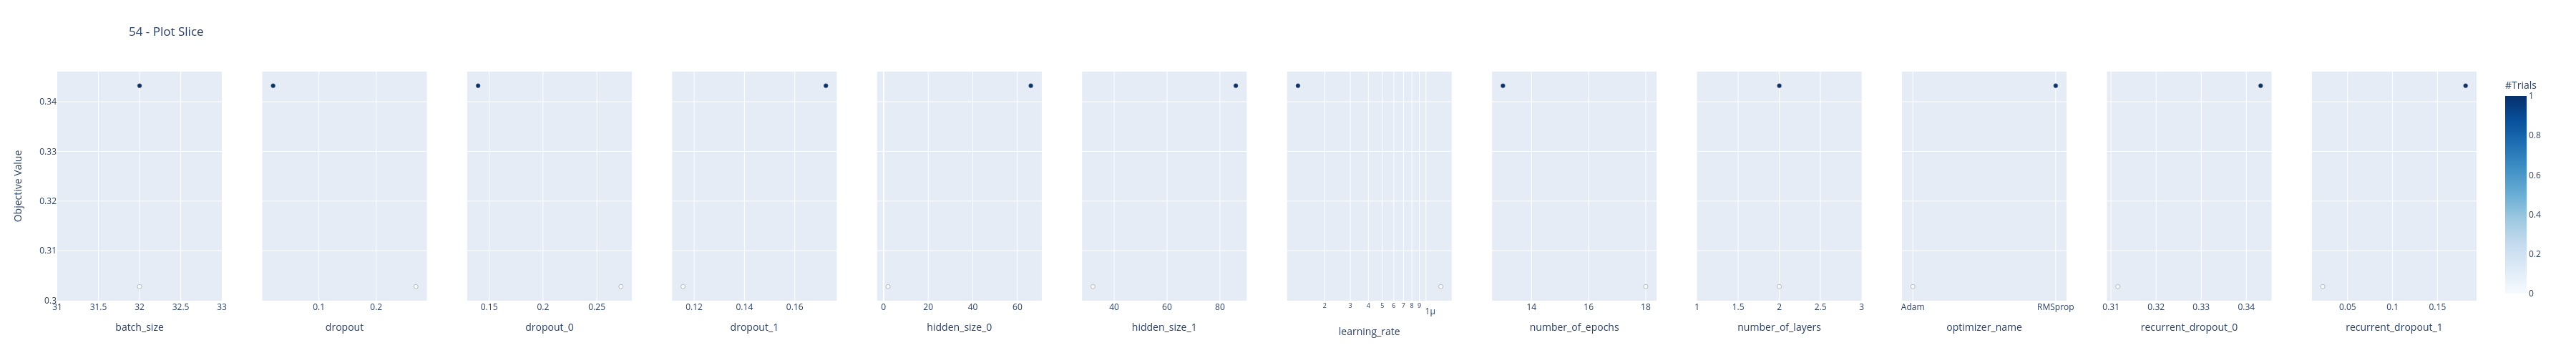 54 - Plot Slice
#Trials
1
0.8
0.6
0.4
0.2
0
Objective Value
0.34
0.33
0.32
0.31
0.3
31 31.5 32 32.5 33
0.1 0.2
0.15 0.2 0.25
0.12 0.14 0.16
0 20 40 60
40 60 80
2 3 4 5 6 7 8 9 1μ
14 16 18
1 1.5 2 2.5 3
Adam RMSprop
0.31 0.32 0.33 0.34
0.05 0.1 0.15
batch_size
dropout
dropout_0
dropout_1
hidden_size_0
hidden_size_1
learning_rate
number_of_epochs
number_of_layers
optimizer_name
recurrent_dropout_0
recurrent_dropout_1